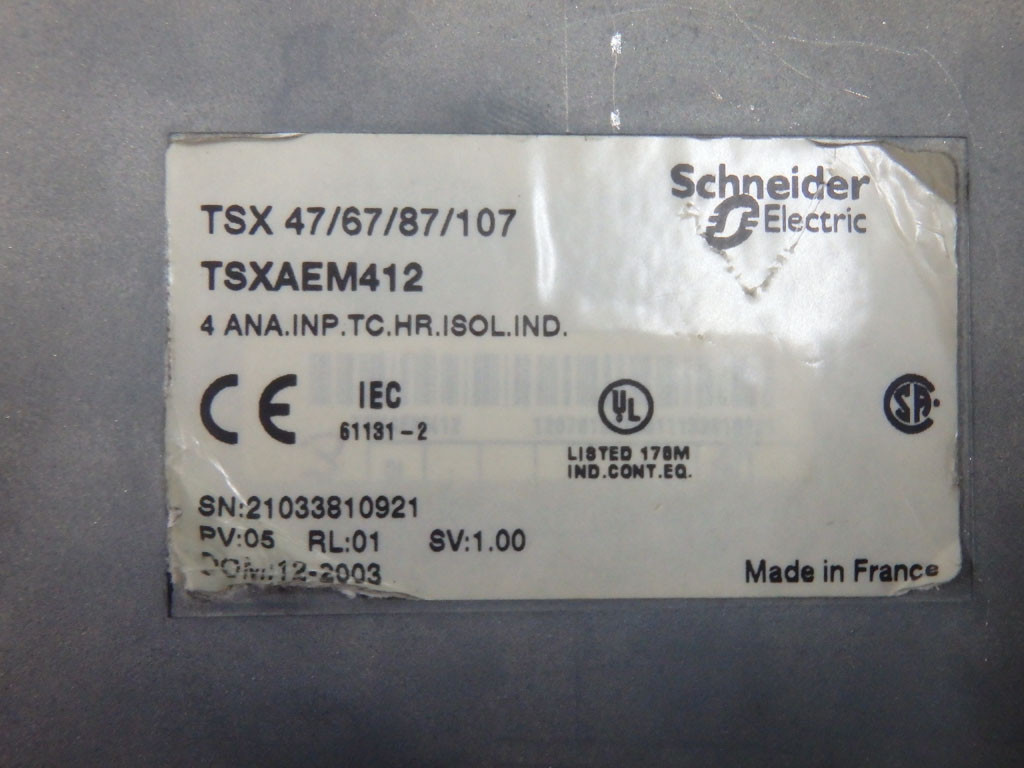 Schneider
Electric
TSX 47/67/87/107
TSXAEM412
4 ANA.INP.TC.HR.ISOL.IND.
CE
IEC
61131-2
UL
LISTED 178M
IND.CONT.EQ.
SA
SN:21033810921
PV:05 RL:01 SV:1.00
DOM:12-2003
Made in France